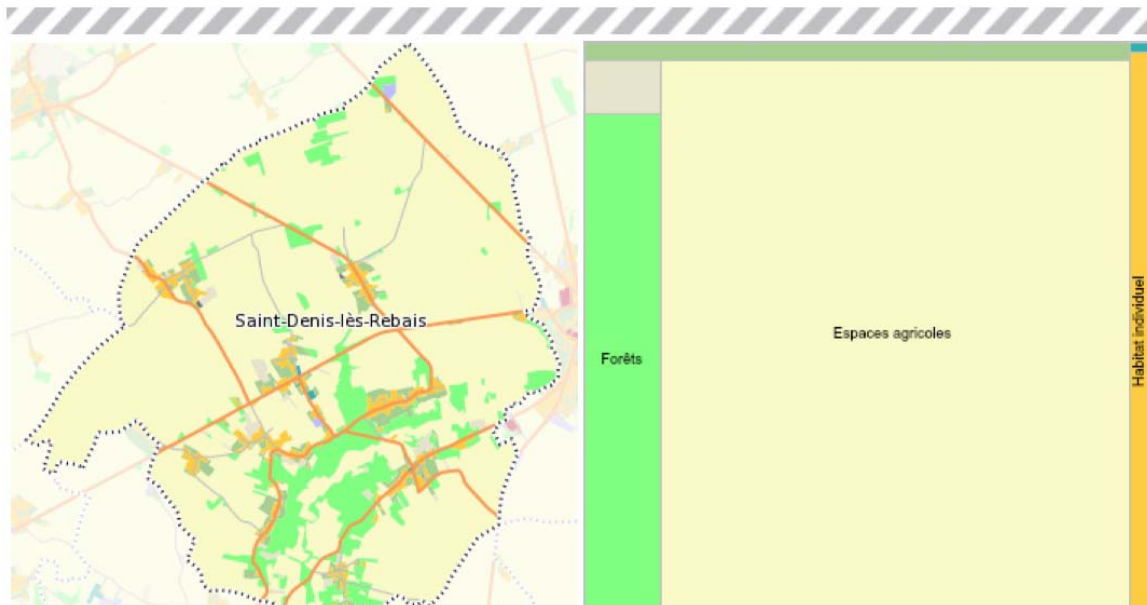 Saint-Denis-lès-Rebais
Forêts
Espaces agricoles
Habitat individuel